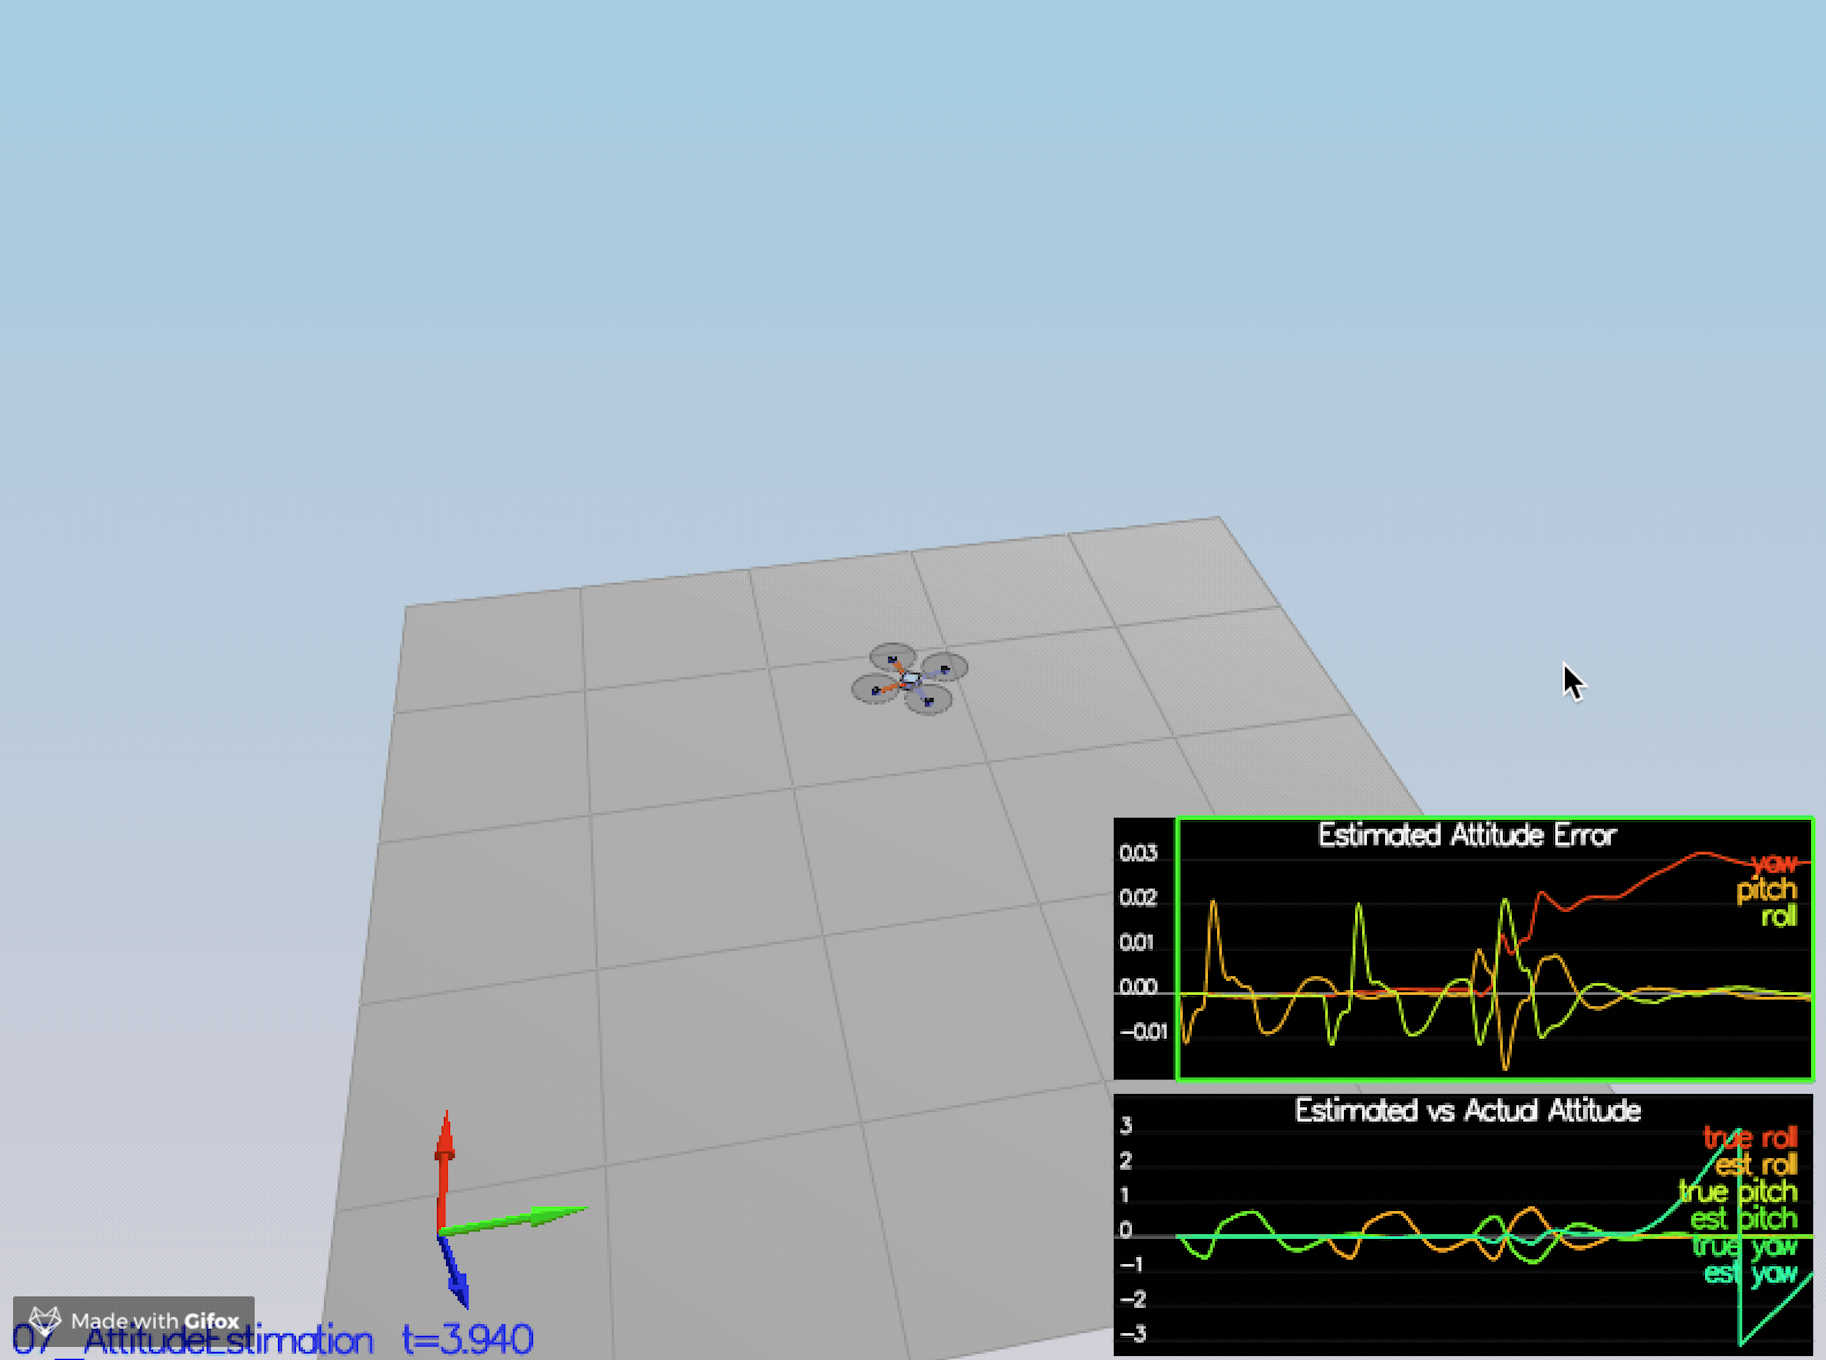 Estimated Attitude Error
0.03
0.02
0.01
0.00
-0.01
yaw
pitch
roll
Estimated vs Actual Attitude
3
2
1
0
-1
-2
-3
true roll
est roll
true pitch
est pitch
true yaw
est yaw
Made with Gifox
07_AttitudeEstimation t=3.940